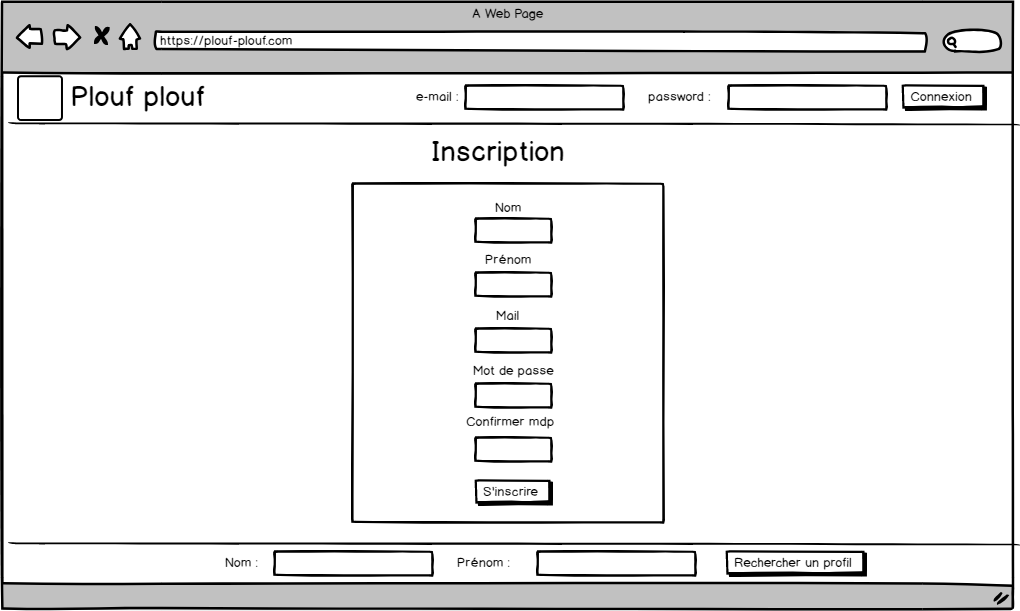 A Web Page
https://plouf-plouf.com
Plouf plouf e-mail : password : Connexion
Inscription
Nom
Prénom
Mail
Mot de passe
Confirmer mdp
S'inscrire
Nom : Prénom : Rechercher un profil